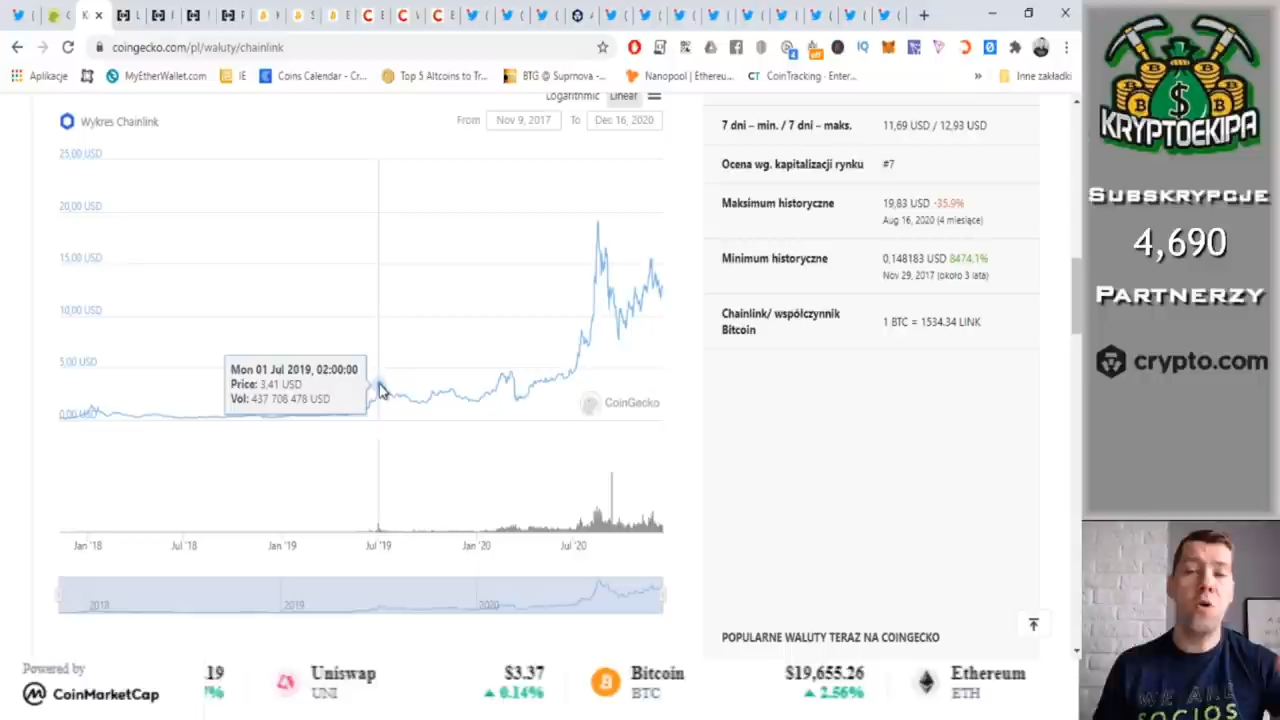 coingecko.com/pl/waluty/chainlink
Aplikacje
MyEtherWallet.com
IE
Coins Calendar - Cr...
Top 5 Altcoins to Tr...
BTG @ Suprnova -...
Nanopool | Ethereu...
CoinTracking · Enter...
»
Inne zakładki
Logarithmic Linear
Wykres Chainlink
From Nov 9, 2017 To Dec 16, 2020
25,00 USD
20,00 USD
15,00 USD
10,00 USD
5,00 USD
0,00 USD
Mon 01 Jul 2019, 02:00:00
Price: 3,41 USD
Vol: 437 708 478 USD
CoinGecko
Jan '18 Jul '18 Jan '19 Jul '19 Jan '20 Jul '20
2018 2019 2020
7 dni – min. / 7 dni – maks. 11,69 USD / 12,93 USD
Ocena wg. kapitalizacji rynku #7
Maksimum historyczne 19,83 USD -35.9%
Aug 16, 2020 (4 miesiące)
Minimum historyczne 0,148183 USD 8474.1%
Nov 29, 2017 (około 3 lata)
Chainlink/ współczynnik Bitcoin 1 BTC = 1534.34 LINK
POPULARNE WALUTY TERAZ NA COINGECKO
KRYPTOEKIPA
Subskrypcje
4,690
Partnerzy
crypto.com
WE ARE
SOCIOS
Powered by
CoinMarketCap
.19
Uniswap $3.37
UNI ▲ 0.14%
Bitcoin $19,655.26
BTC ▲ 2.56%
Ethereum
ETH